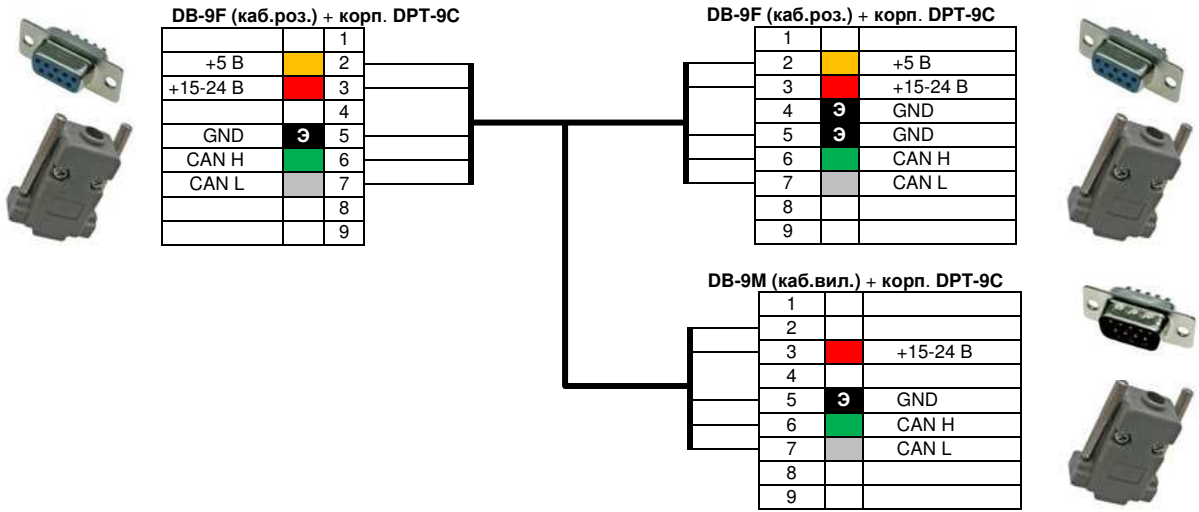 DB-9F (каб.роз.) + корп. DPT-9C
1
+5 В 2
+15-24 В 3
4
GND Э 5
CAN H 6
CAN L 7
8
9
DB-9F (каб.роз.) + корп. DPT-9C
1
2 +5 В
3 +15-24 В
4 Э GND
5 Э GND
6 CAN H
7 CAN L
8
9
DB-9M (каб.вил.) + корп. DPT-9C
1
2
3 +15-24 В
4
5 Э GND
6 CAN H
7 CAN L
8
9